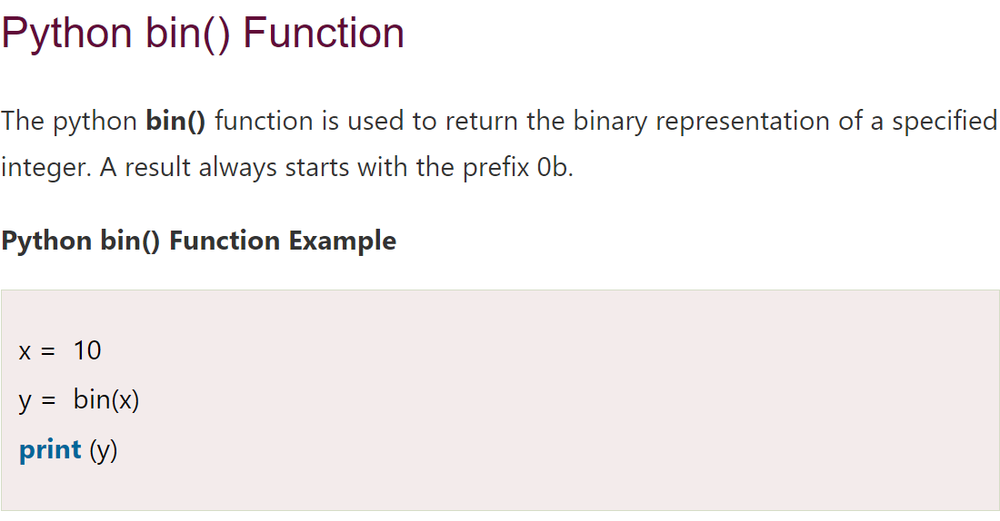 Python bin() Function
The python bin() function is used to return the binary representation of a specified
integer. A result always starts with the prefix 0b.
Python bin() Function Example
x =  10
y =  bin(x)
print (y)